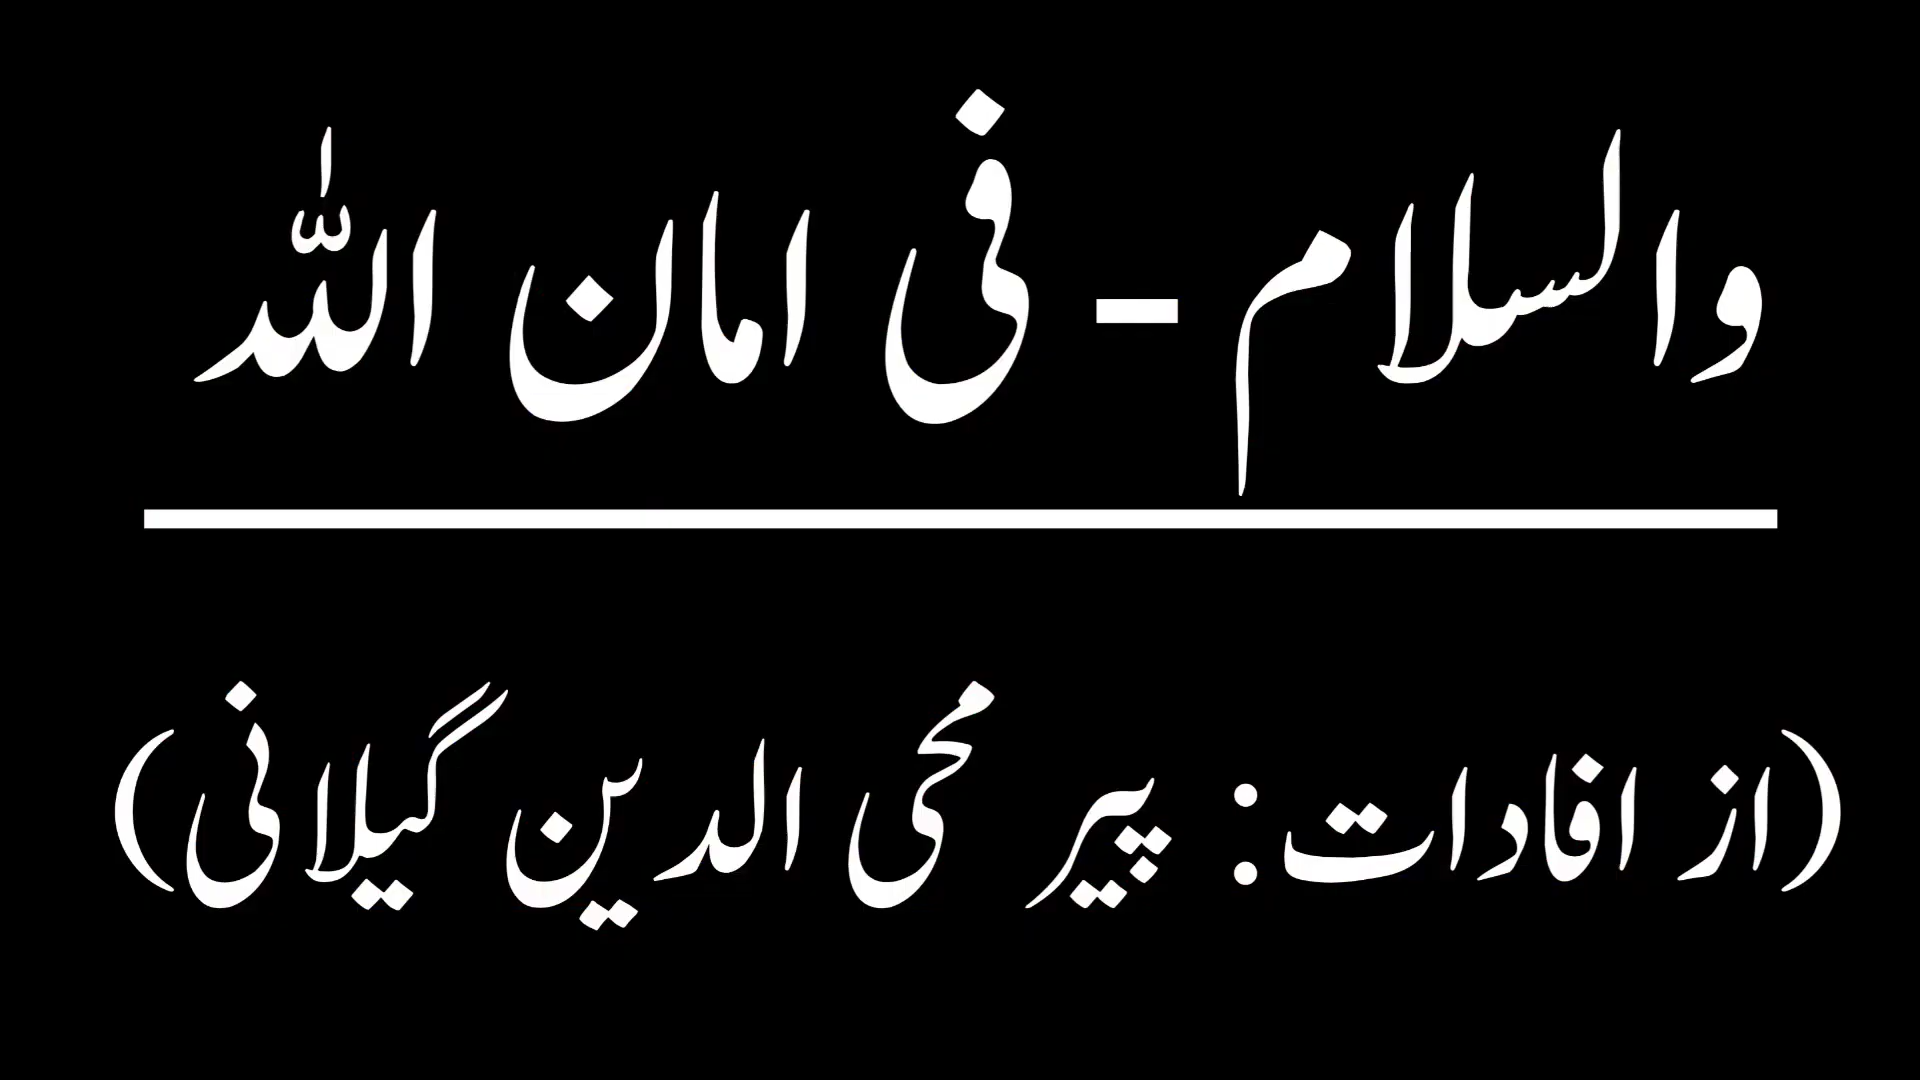 والسلام - فی امان اللہ
(از افادات: پیر محی الدین گیلانی)